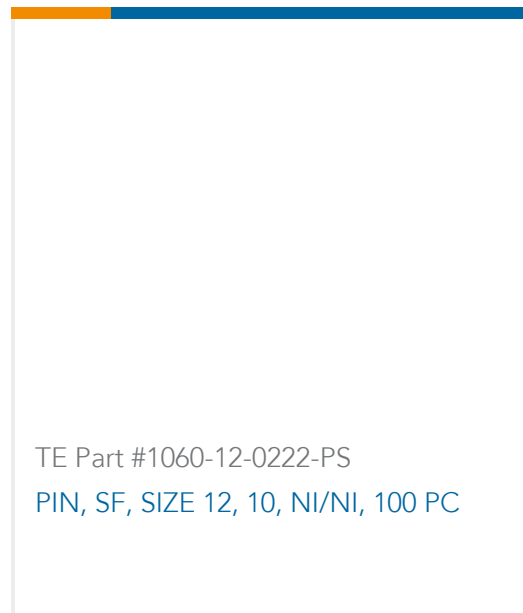 TE Part #1060-12-0222-PS
PIN, SF, SIZE 12, 10, NI/NI, 100 PC